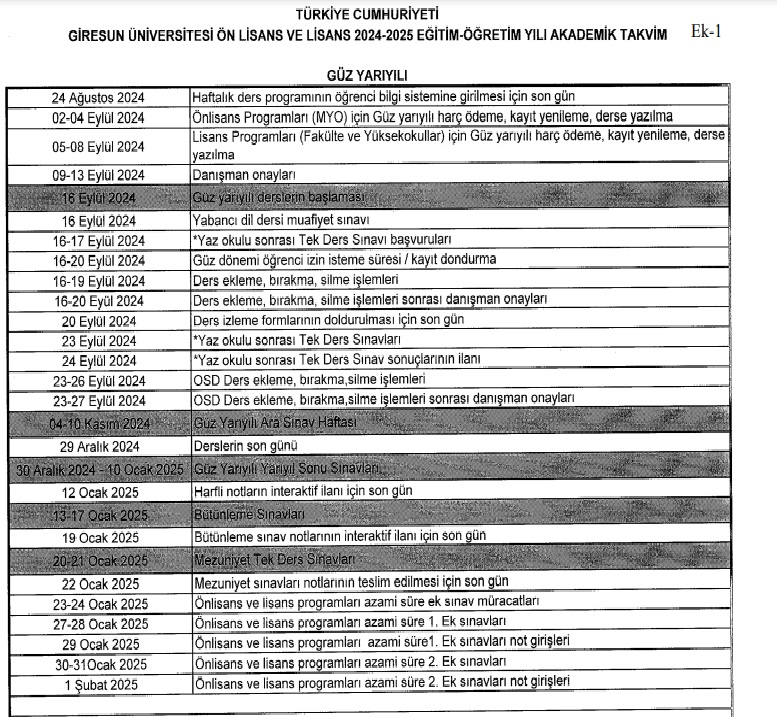 TÜRKİYE CUMHURİYETİ
GİRESUN ÜNİVERSİTESİ ÖN LİSANS VE LİSANS 2024-2025 EĞİTİM-ÖĞRETİM YILI AKADEMİK TAKVİM Ek-1
GÜZ YARIYILI
24 Ağustos 2024 Haftalık ders programının öğrenci bilgi sistemine girilmesi için son gün
02-04 Eylül 2024 Önlisans Programları (MYO) için Güz yarıyılı harç ödeme, kayıt yenileme, derse yazılma
05-08 Eylül 2024 Lisans Programları (Fakülte ve Yüksekokullar) için Güz yarıyılı harç ödeme, kayıt yenileme, derse
yazılma
09-13 Eylül 2024 Danışman onayları
16 Eylül 2024 Güz yarıyılı derslerin başlaması
16 Eylül 2024 Yabancı dil dersi muafiyet sınavı
16-17 Eylül 2024 *Yaz okulu sonrası Tek Ders Sınavı başvuruları
16-20 Eylül 2024 Güz dönemi öğrenci izin isteme süresi / kayıt dondurma
16-19 Eylül 2024 Ders ekleme, bırakma, silme işlemleri
16-20 Eylül 2024 Ders ekleme, bırakma, silme işlemleri sonrası danışman onayları
20 Eylül 2024 Ders izleme formlarının doldurulması için son gün
23 Eylül 2024 *Yaz okulu sonrası Tek Ders Sınavları
24 Eylül 2024 *Yaz okulu sonrası Tek Ders Sınav sonuçlarının ilanı
23-26 Eylül 2024 OSD Ders ekleme, bırakma,silme işlemleri
23-27 Eylül 2024 OSD Ders ekleme, bırakma,silme işlemleri sonrası danışman onayları
04-10 Kasım 2024 Güz Yarıyılı Ara Sınav Haftası
29 Aralık 2024 Derslerin son günü
30 Aralık 2024 - 10 Ocak 2025 Güz Yarıyılı Yarıyıl Sonu Sınavları
12 Ocak 2025 Harfli notların interaktif ilanı için son gün
13-17 Ocak 2025 Bütünleme Sınavları
19 Ocak 2025 Bütünleme sınav notlarının interaktif ilanı için son gün
20-21 Ocak 2025 Mezuniyet Tek Ders Sınavları
22 Ocak 2025 Mezuniyet sınavları notlarının teslim edilmesi için son gün
23-24 Ocak 2025 Önlisans ve lisans programları azami süre ek sınav müracatları
27-28 Ocak 2025 Önlisans ve lisans programları azami süre 1. Ek sınavları
29 Ocak 2025 Önlisans ve lisans programları azami süre1. Ek sınavları not girişleri
30-31Ocak 2025 Önlisans ve lisans programları azami süre 2. Ek sınavları
1 Şubat 2025 Önlisans ve lisans programları azami süre 2. Ek sınavları not girişleri